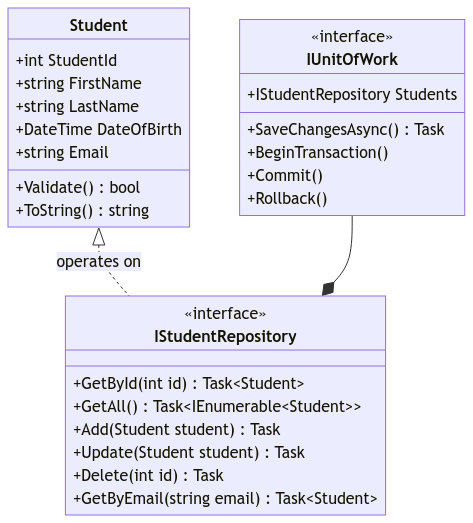 Student
+int StudentId
+string FirstName
+string LastName
+DateTime DateOfBirth
+string Email
+Validate() : bool
+ToString() : string
«interface»
IUnitOfWork
+IStudentRepository Students
+SaveChangesAsync() : Task
+BeginTransaction()
+Commit()
+Rollback()
operates on
«interface»
IStudentRepository
+GetById(int id) : Task<Student>
+GetAll() : Task<IEnumerable<Student>>
+Add(Student student) : Task
+Update(Student student) : Task
+Delete(int id) : Task
+GetByEmail(string email) : Task<Student>